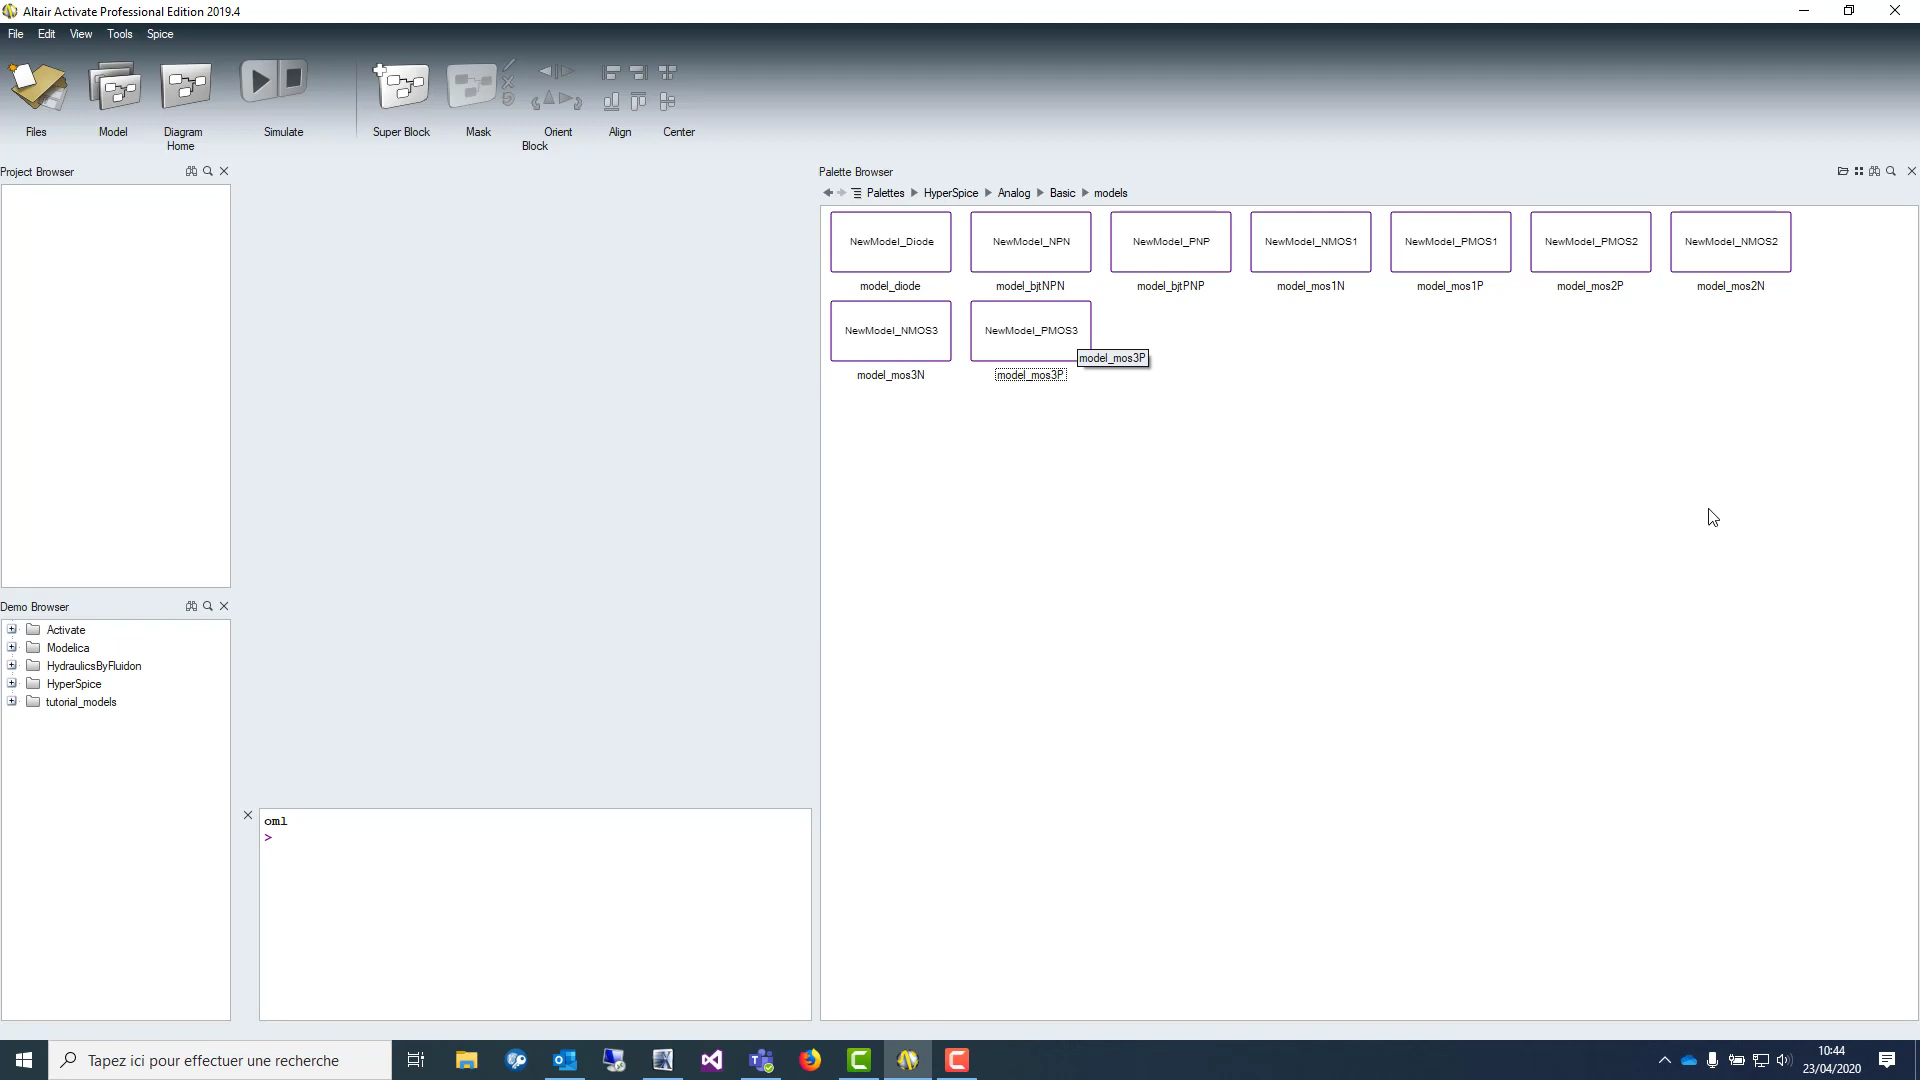 Altair Activate Professional Edition 2019.4
File Edit View Tools Spice
Files Model Diagram Simulate Super Block Mask Orient Align Center
Home Block
Project Browser
Palette Browser
Palettes HyperSpice Analog Basic models
NewModel_Diode NewModel_NPN NewModel_PNP NewModel_NMOS1 NewModel_PMOS1 NewModel_PMOS2 NewModel_NMOS2
model_diode model_bjtNPN model_bjtPNP model_mos1N model_mos1P model_mos2P model_mos2N
NewModel_NMOS3 NewModel_PMOS3
model_mos3P
model_mos3N model_mos3P
Demo Browser
Activate
Modelica
HydraulicsByFluidon
HyperSpice
tutorial_models
oml
>
Tapez ici pour effectuer une recherche
10:44
23/04/2020